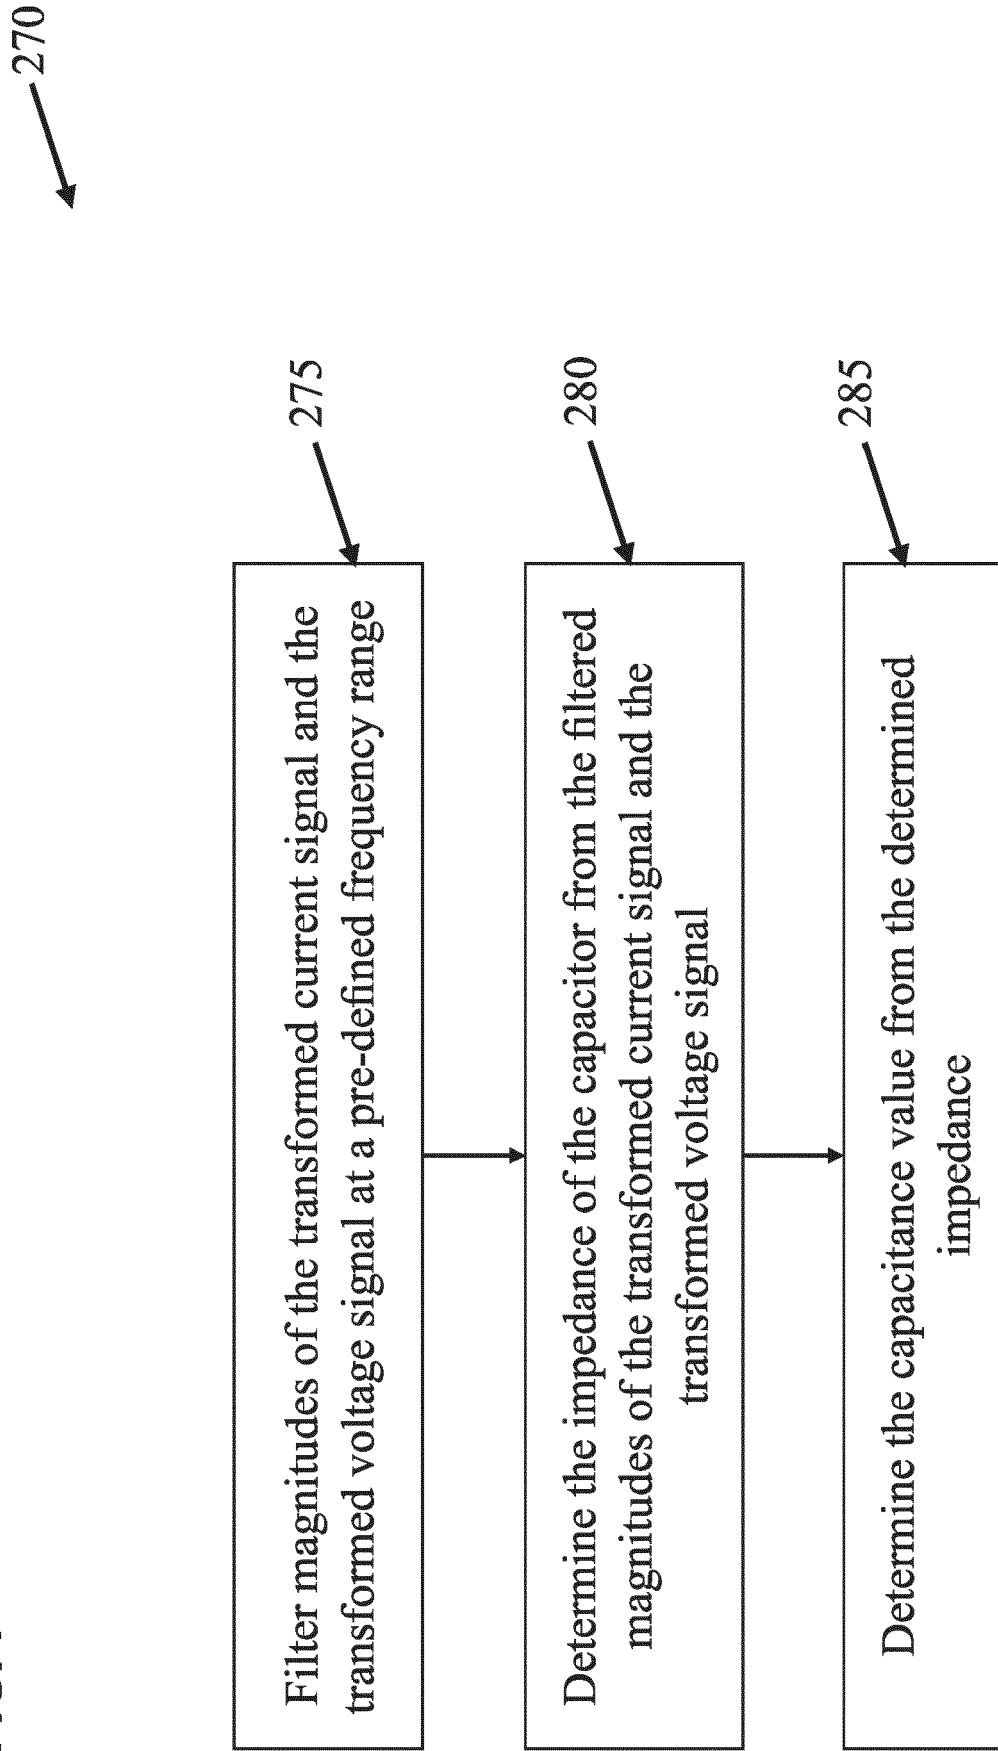 270
275
Filter magnitudes of the transformed current signal and the
transformed voltage signal at a pre-defined frequency range
280
Determine the impedance of the capacitor from the filtered
magnitudes of the transformed current signal and the
transformed voltage signal
285
Determine the capacitance value from the determined
impedance